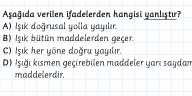 Aşağıda verilen ifadelerden hangisi yanlıştır?
A) Işık doğrusal yolla yayılır.
B) Işık bütün maddelerden geçer.
C) Işık her yöne doğru yayılır.
D) Işığı kısmen geçirebilen maddeler yarı saydam
maddelerdir.